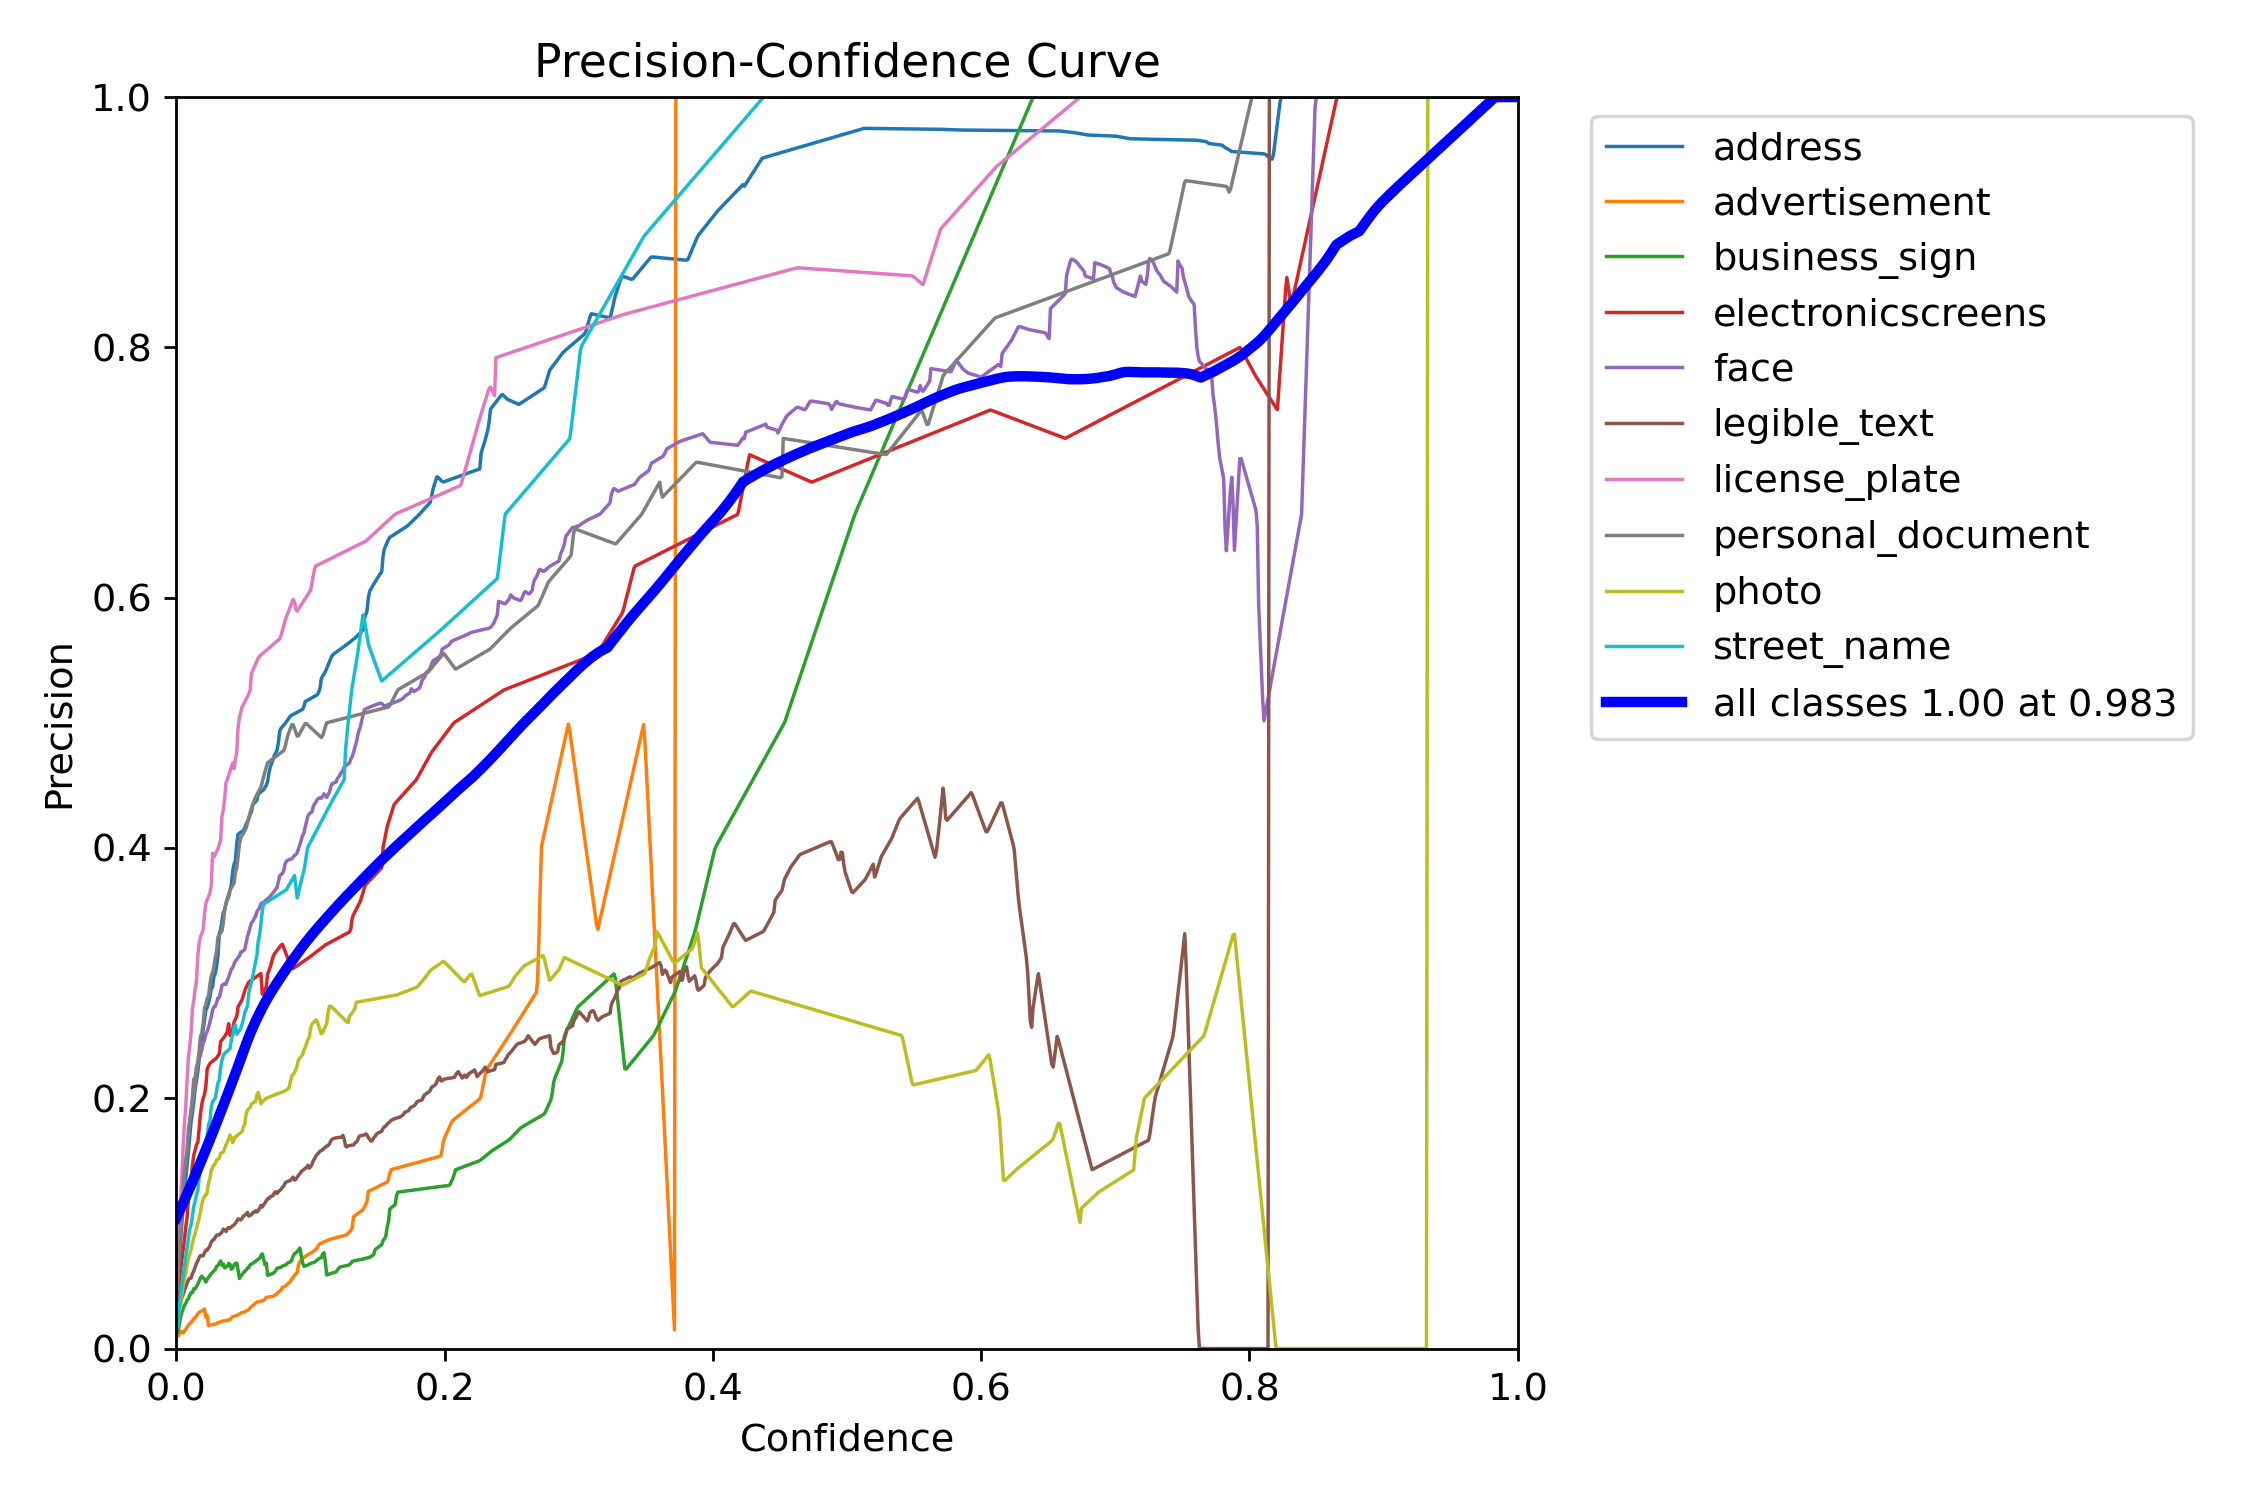 Precision-Confidence Curve
1.0
0.8
0.6
0.4
0.2
0.0
Precision
0.0 0.2 0.4 0.6 0.8 1.0
Confidence
address
advertisement
business_sign
electronicscreens
face
legible_text
license_plate
personal_document
photo
street_name
all classes 1.00 at 0.983